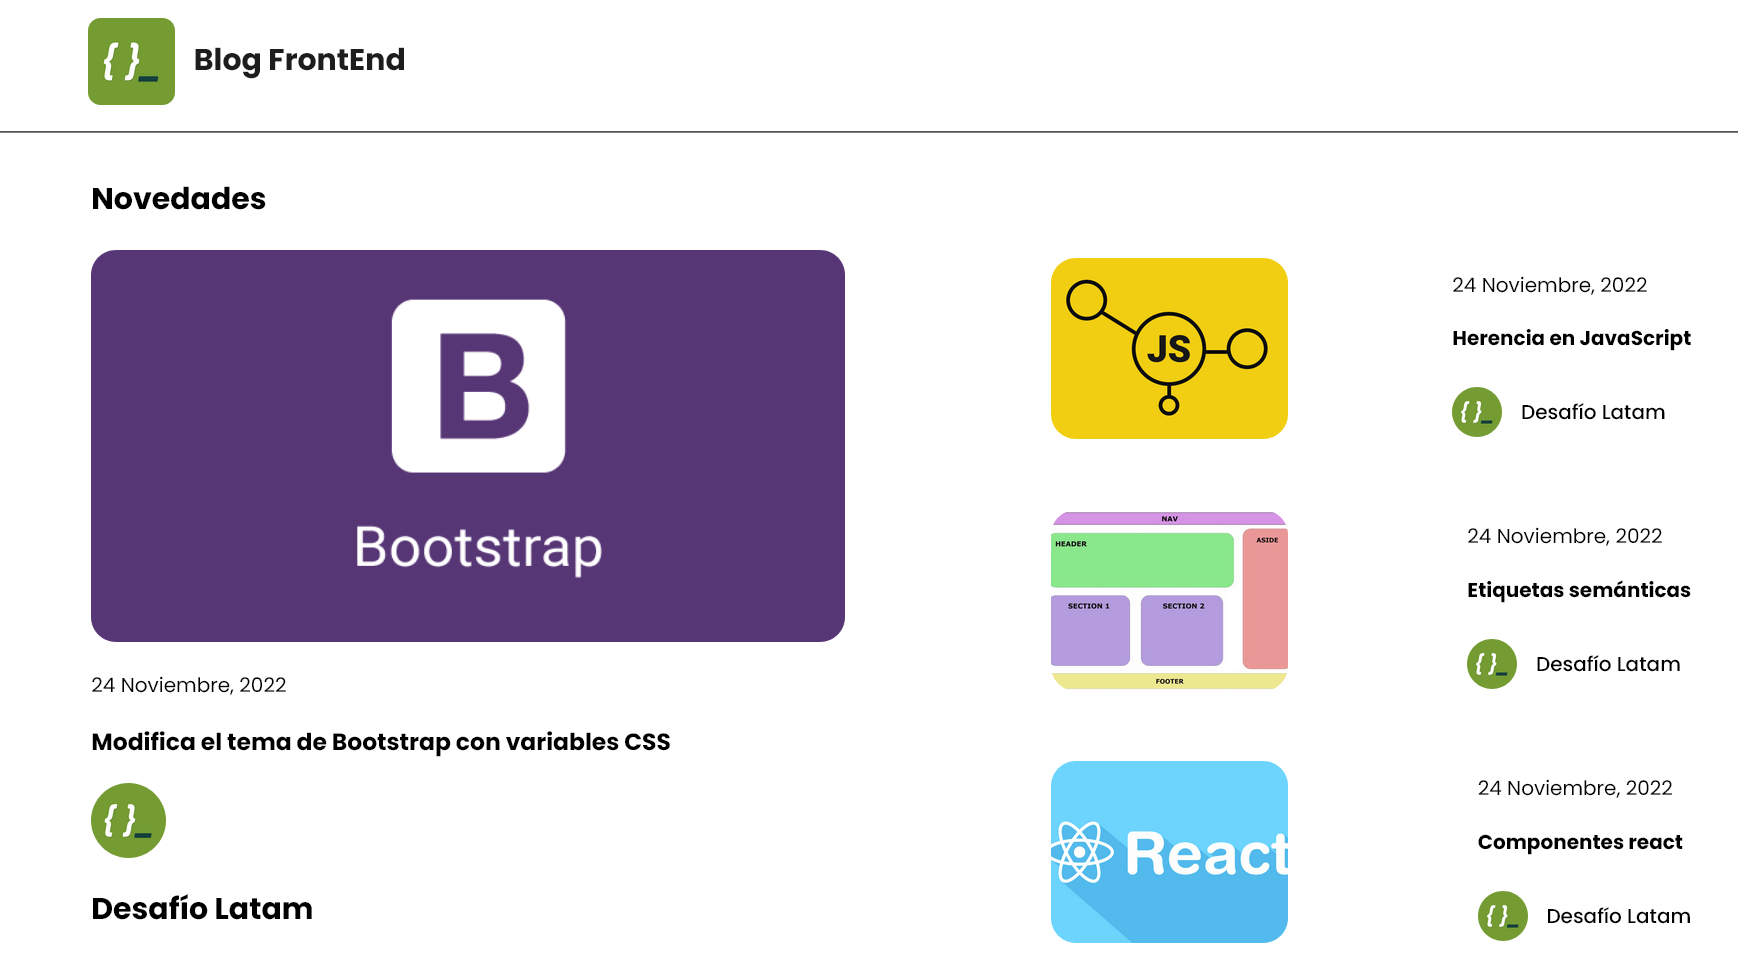 { }_
Blog FrontEnd
Novedades
B
Bootstrap
24 Noviembre, 2022
Modifica el tema de Bootstrap con variables CSS
{ }_
Desafío Latam
JS
24 Noviembre, 2022
Herencia en JavaScript
{ }_ Desafío Latam
NAV
HEADER
ASIDE
SECTION 1
SECTION 2
FOOTER
24 Noviembre, 2022
Etiquetas semánticas
{ }_ Desafío Latam
React
24 Noviembre, 2022
Componentes react
{ }_ Desafío Latam